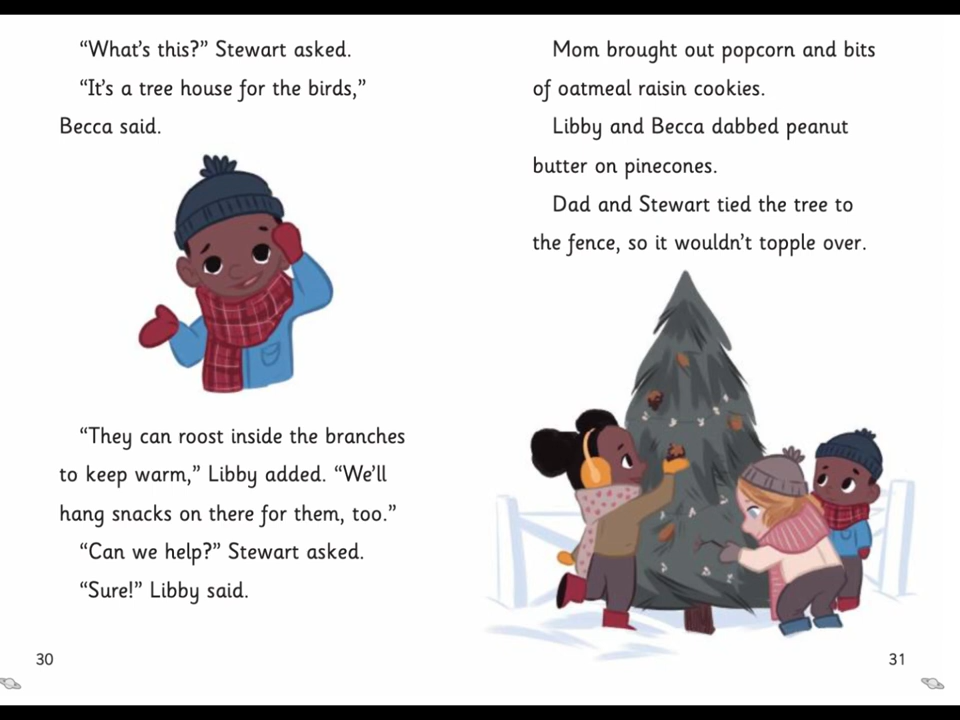 “What’s this?” Stewart asked.
“It’s a tree house for the birds,”
Becca said.
“They can roost inside the branches
to keep warm,” Libby added. “We’ll
hang snacks on there for them, too.”
“Can we help?” Stewart asked.
“Sure!” Libby said.
30
Mom brought out popcorn and bits
of oatmeal raisin cookies.
Libby and Becca dabbed peanut
butter on pinecones.
Dad and Stewart tied the tree to
the fence, so it wouldn’t topple over.
31